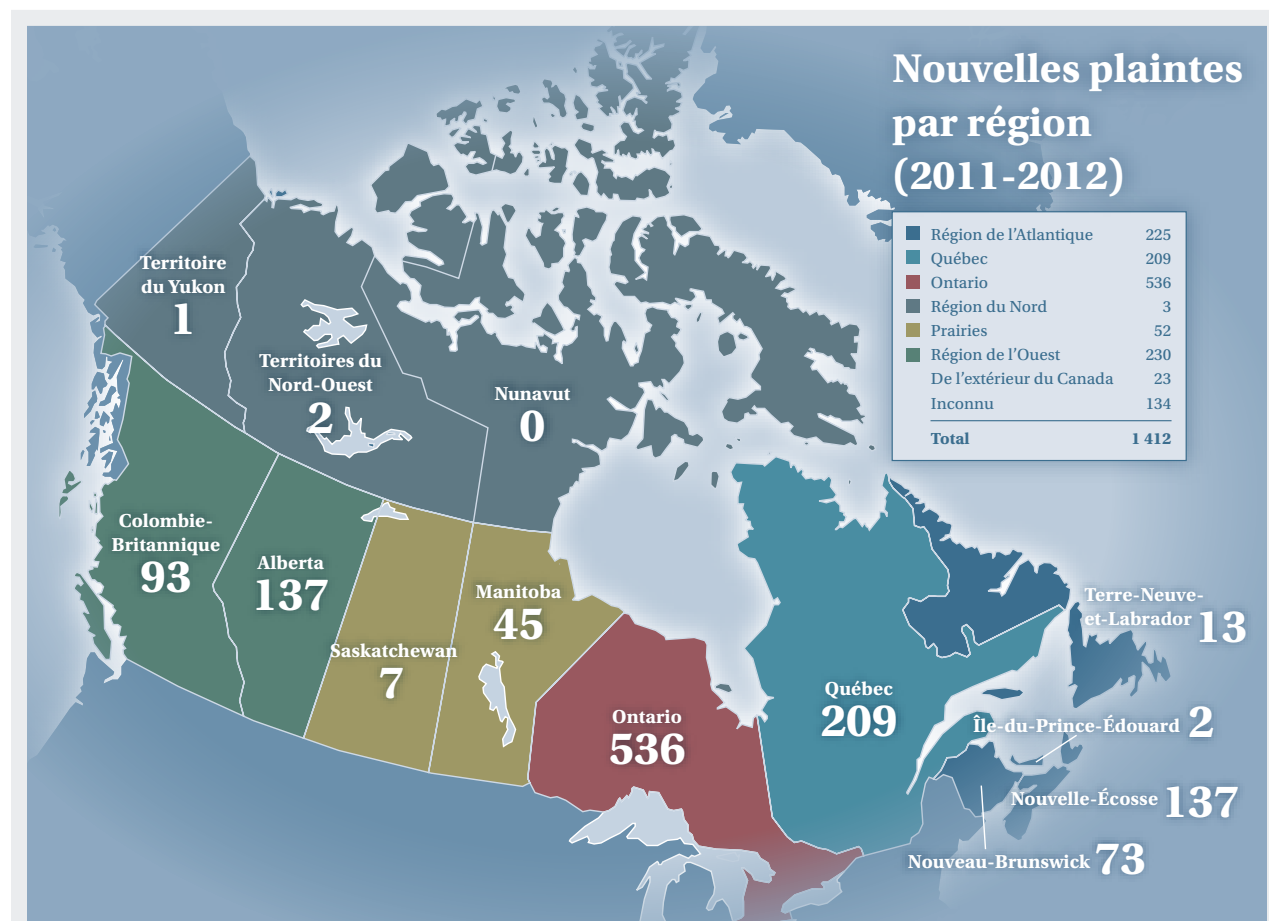 Nouvelles plaintes
par région
(2011-2012)
Région de l'Atlantique 225
Québec 209
Ontario 536
Région du Nord 3
Prairies 52
Région de l'Ouest 230
De l'extérieur du Canada 23
Inconnu 134
Total 1 412
Territoire
du Yukon
1
Territoires du
Nord-Ouest
2
Nunavut
0
Colombie-
Britannique
93
Alberta
137
Saskatchewan
7
Manitoba
45
Ontario
536
Québec
209
Terre-Neuve-
et-Labrador 13
Île-du-Prince-Édouard 2
Nouvelle-Écosse 137
Nouveau-Brunswick 73